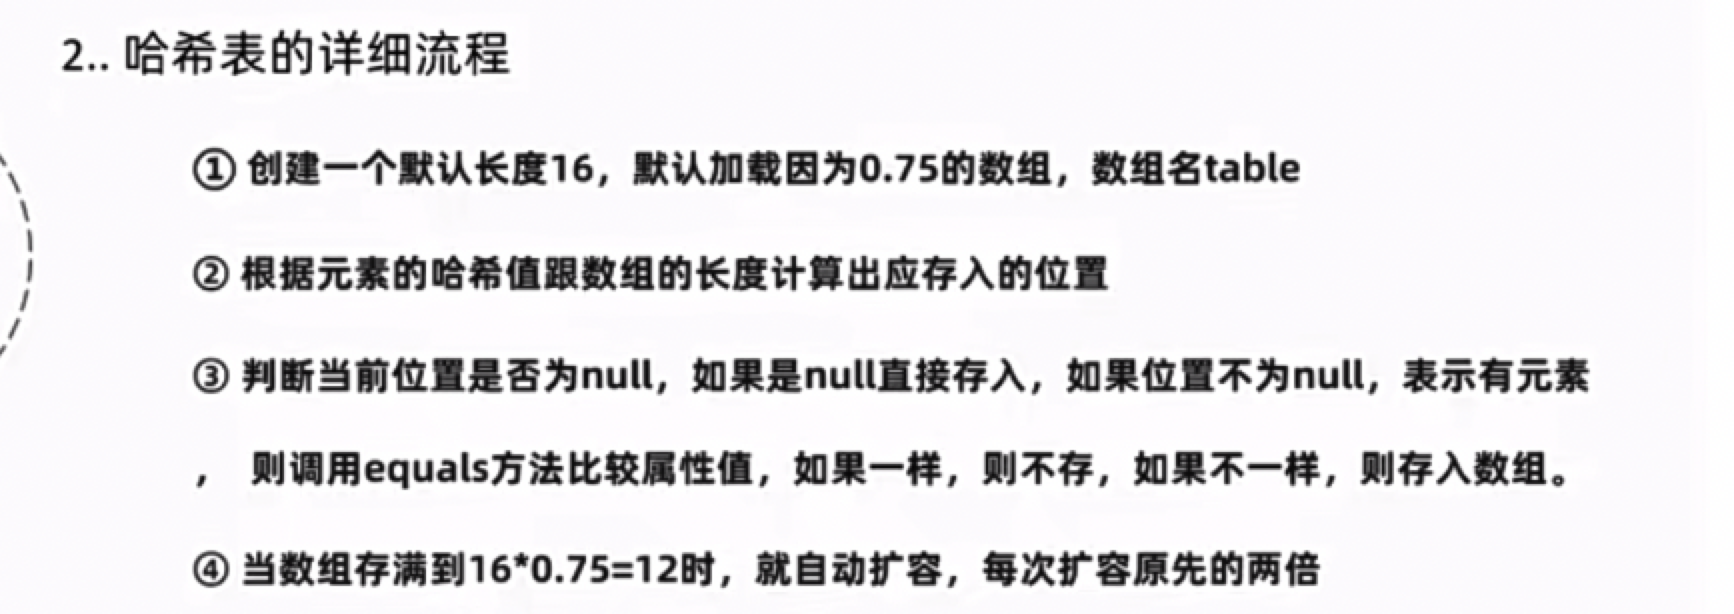 2.. 哈希表的详细流程
① 创建一个默认长度16，默认加载因为0.75的数组，数组名table
② 根据元素的哈希值跟数组的长度计算出应存入的位置
③ 判断当前位置是否为null，如果是null直接存入，如果位置不为null，表示有元素
， 则调用equals方法比较属性值，如果一样，则不存，如果不一样，则存入数组。
④ 当数组存满到16*0.75=12时，就自动扩容，每次扩容原先的两倍